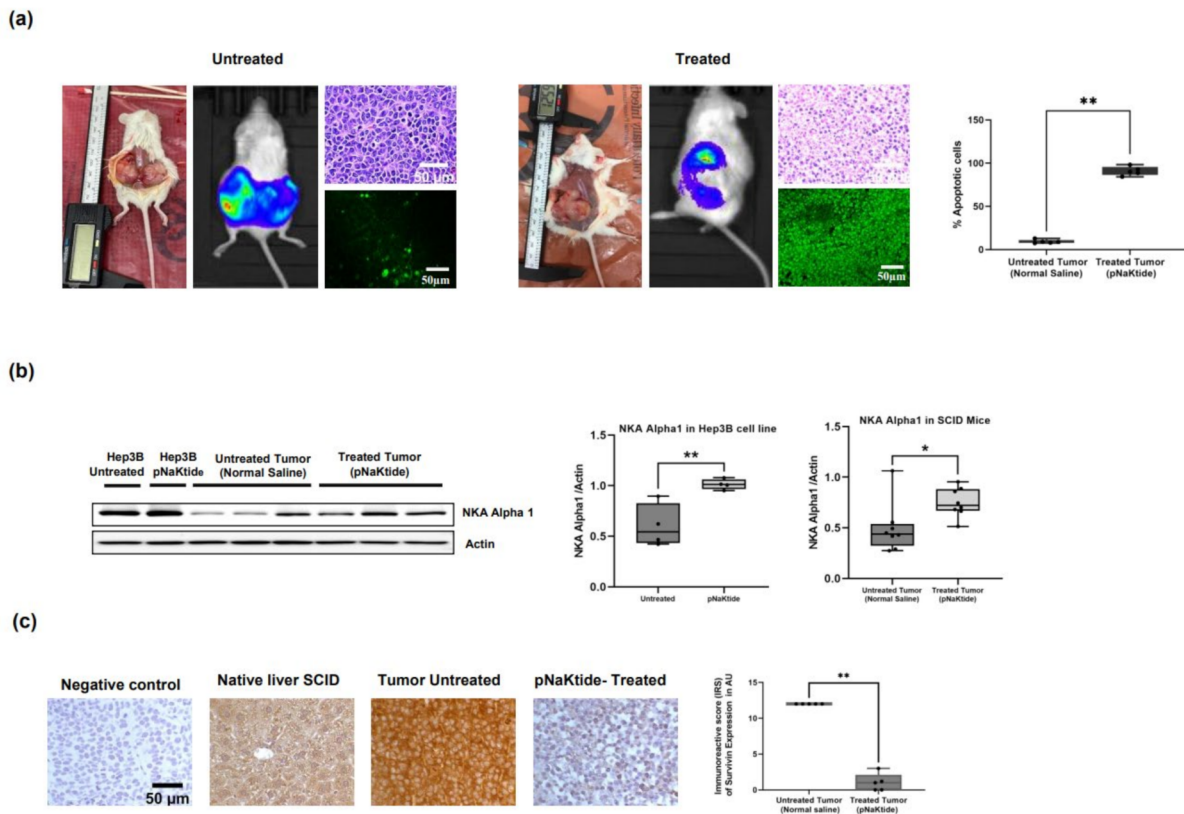 (a)
Untreated
Treated
50 µm
50µm
50µm
**
% Apoptotic cells
150
100
50
0
Untreated Tumor
(Normal Saline)
Treated Tumor
(pNaKtide)
(b)
Hep3B
Untreated
Hep3B
pNaKtide
Untreated Tumor
(Normal Saline)
Treated Tumor
(pNaKtide)
NKA Alpha 1
Actin
NKA Alpha1 in Hep3B cell line
**
NKA Alpha1 /Actin
1.5
1.0
0.5
0.0
Untreated
pNaKtide
NKA Alpha1 in SCID Mice
*
NKA Alpha1 /Actin
1.5
1.0
0.5
0.0
Untreated Tumor
(Normal Saline)
Treated Tumor
(pNaKtide)
(c)
Negative control
Native liver SCID
Tumor Untreated
pNaKtide- Treated
50 µm
**
Immunoreactive score (IRS)
of Survivin Expression in AU
15
10
5
0
Untreated Tumor
(Normal saline)
Treated Tumor
(pNaKtide)